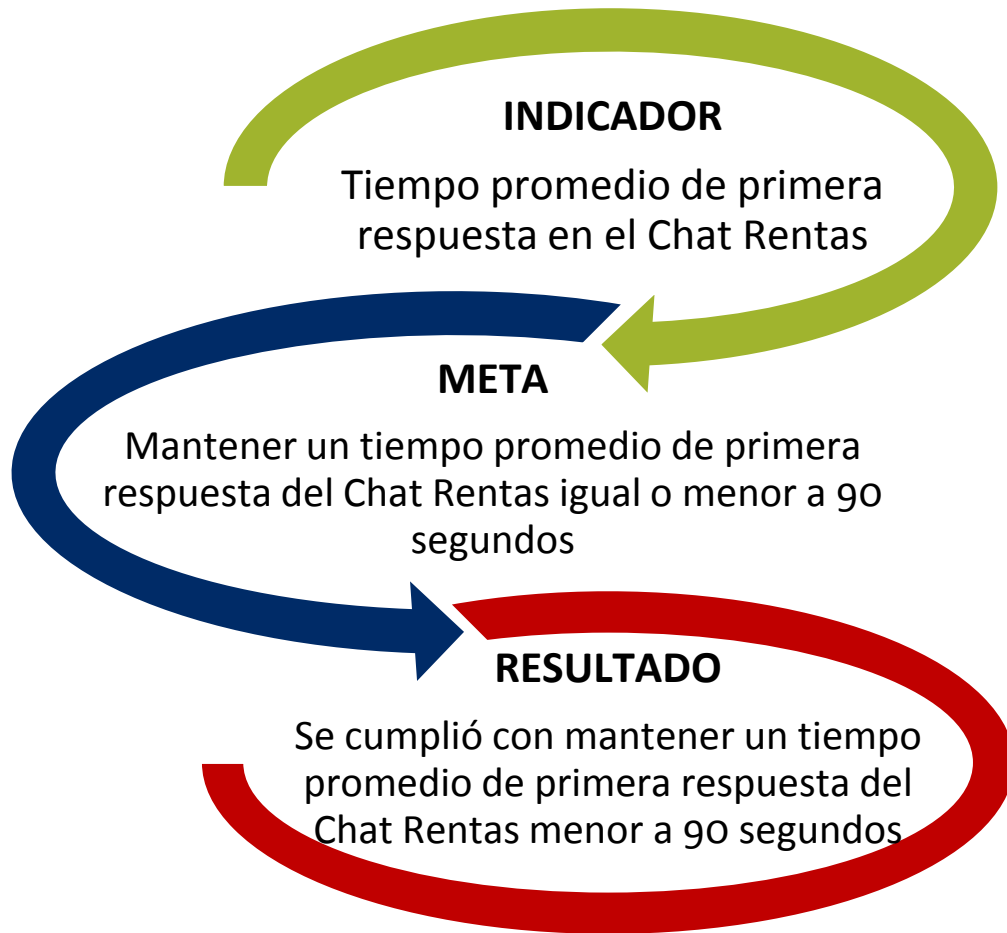 INDICADOR
Tiempo promedio de primera
respuesta en el Chat Rentas
META
Mantener un tiempo promedio de primera
respuesta del Chat Rentas igual o menor a 90
segundos
RESULTADO
Se cumplió con mantener un tiempo
promedio de primera respuesta del
Chat Rentas menor a 90 segundos